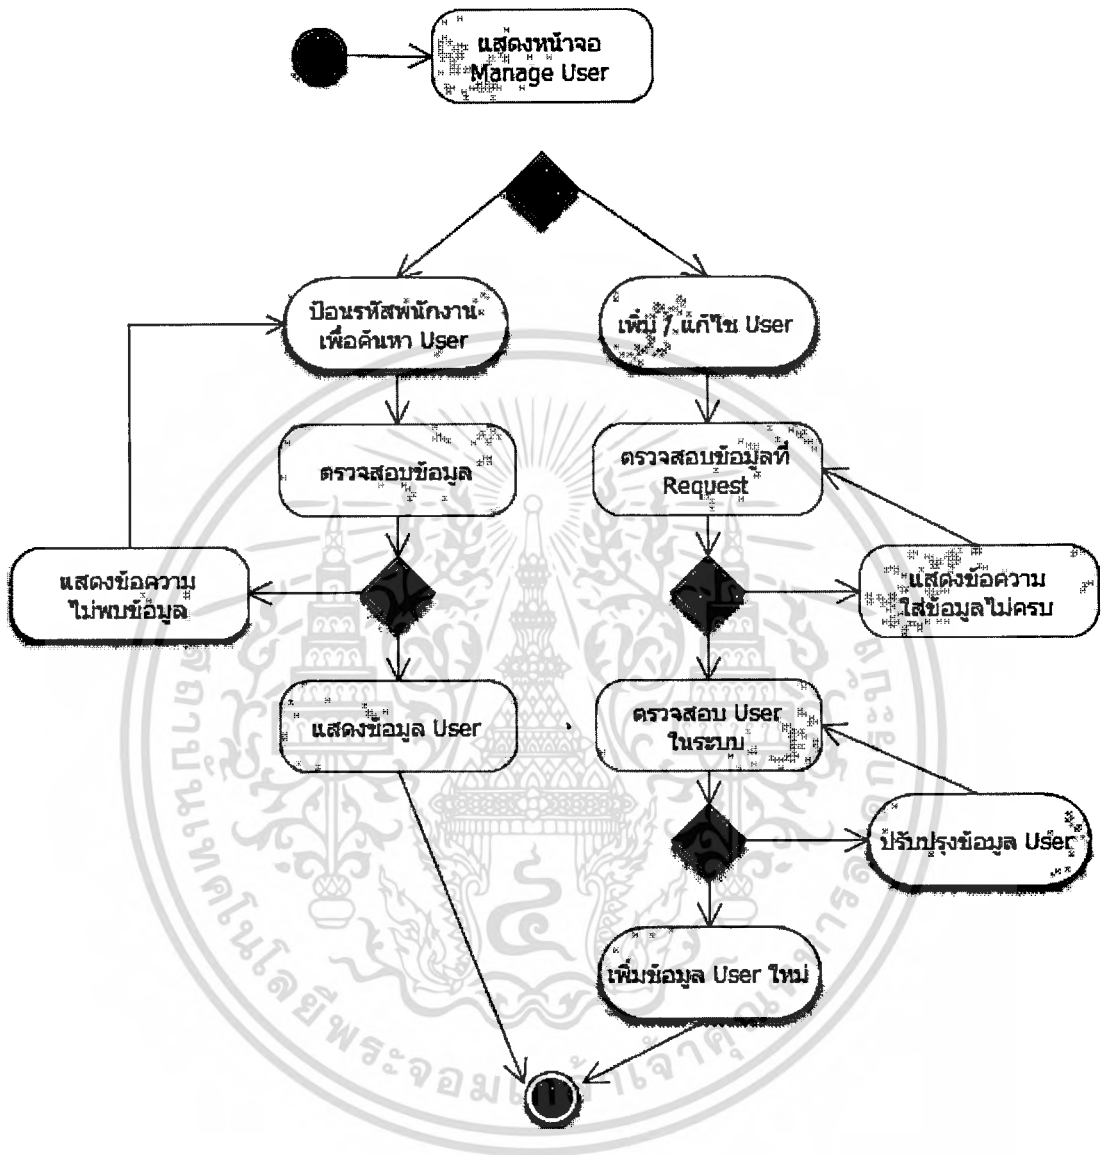 แสดงหน้าจอ
Manage User
ป้อนรหัสพนักงาน
เพื่อค้นหา User
เพิ่ม / แก้ไข User
ตรวจสอบข้อมูล
ตรวจสอบข้อมูลที่
Request
แสดงข้อความ
ไม่พบข้อมูล
แสดงข้อความ
ใส่ข้อมูลไม่ครบ
แสดงข้อมูล User
ตรวจสอบ User
ในระบบ
ปรับปรุงข้อมูล User
เพิ่มข้อมูล User ใหม่